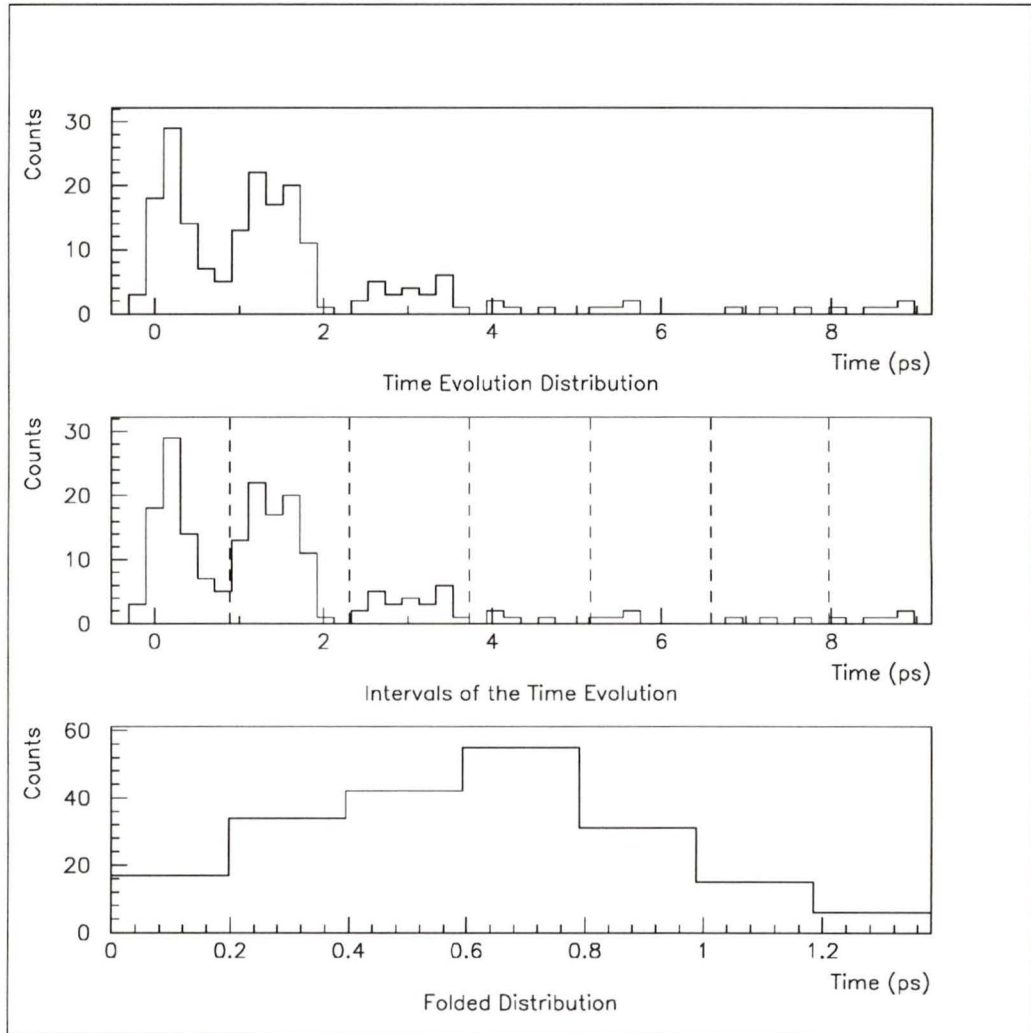 Counts
30
20
10
0
0 2 4 6 8
Time (ps)
Time Evolution Distribution
Counts
30
20
10
0
0 2 4 6 8
Time (ps)
Intervals of the Time Evolution
Counts
60
40
20
0
0 0.2 0.4 0.6 0.8 1 1.2
Time (ps)
Folded Distribution